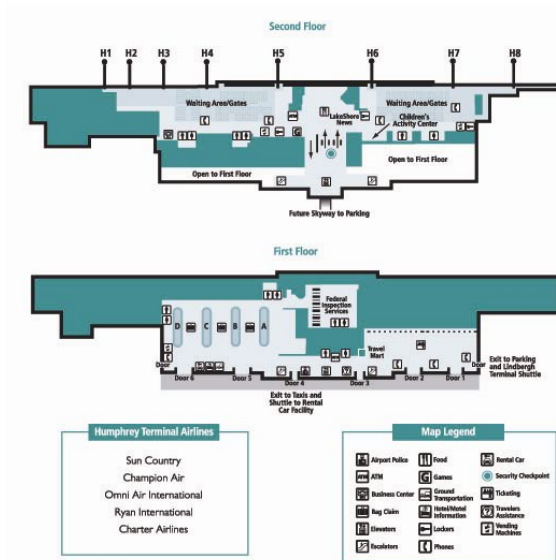 Second Floor
H1
H2
H3
H4
H5
H6
H7
H8
Waiting Area/Gates
LakeShore
News
Children's
Activity Center
Waiting Area/Gates
Open to First Floor
Open to First Floor
Future Skyway to Parking
First Floor
Federal
Inspection
Services
D
C
B
A
Travel
Mart
Door
Door 6
Door 5
Door 4
Door 3
Door 2
Door 1
Door
Exit to Parking
and Lindbergh
Terminal Shuttle
Exit to Taxis and
Shuttle to Rental
Car Facility
Humphrey Terminal Airlines
Sun Country
Champion Air
Omni Air International
Ryan International
Charter Airlines
Map Legend
Airport Police
ATM ATM
Business Center
Bag Claim
Elevators
Escalators
Food
Games
Ground
Transportation
Hotel/Motel
Information
Lockers
Phones
Rental Car
Security Checkpoint
Ticketing
Travelers
Assistance
Vending
Machines